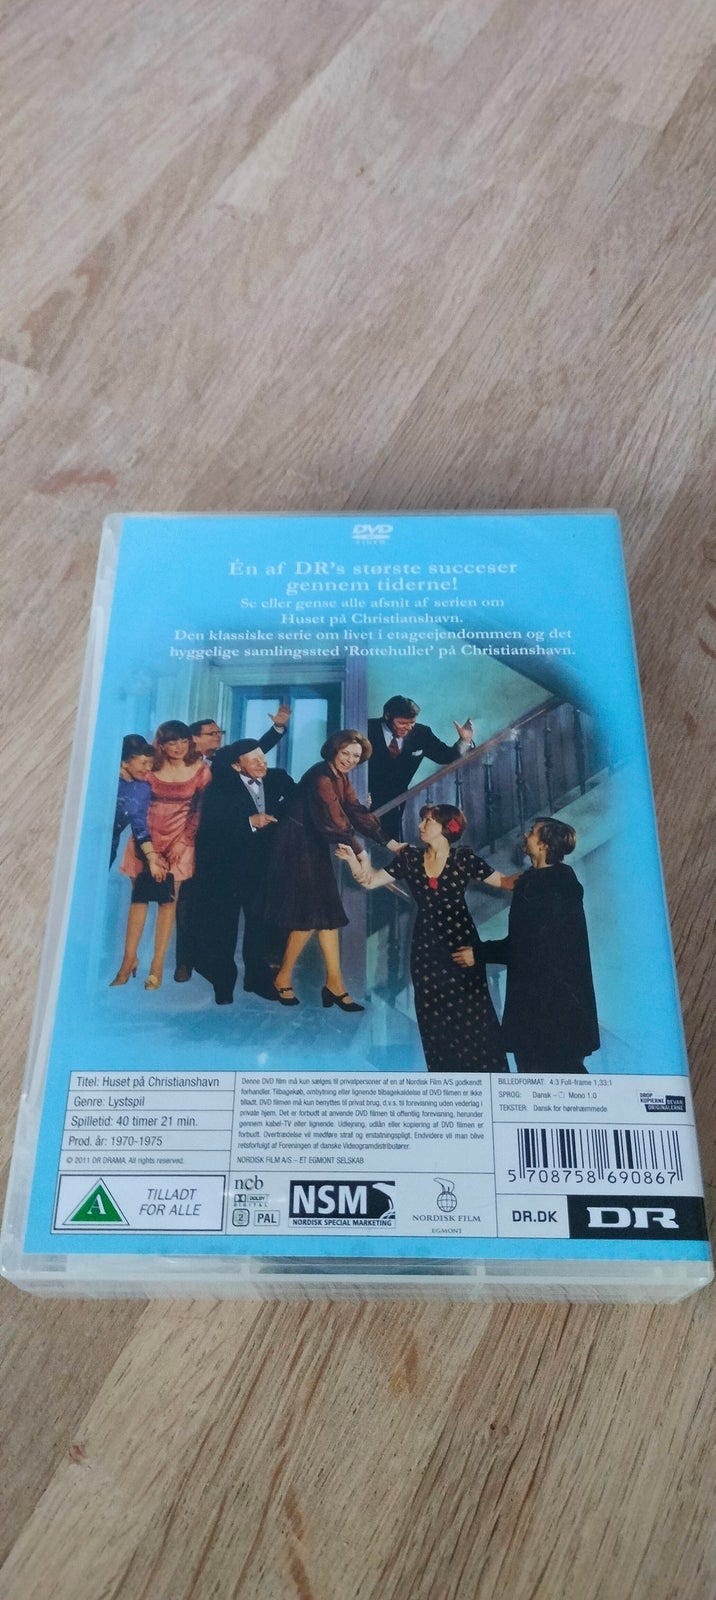 DVD
VIDEO
Én af DR's største succeser
gennem tiderne!
Se eller gense alle afsnit af serien om
Huset på Christianshavn.
Den klassiske serie om livet i etageejendommen og det
hyggelige samlingssted 'Rottehullet' på Christianshavn.
Titel: Huset på Christianshavn
Genre: Lystspil
Spilletid: 40 timer 21 min.
Prod. år: 1970-1975
© 2011 DR DRAMA. All rights reserved.
Denne DVD film må kun sælges til privatpersoner af en af Nordisk Film A/S godkendt
forhandler. Tilbagekøb, ombytning eller lignende tilbagekaldelse af DVD filmen er ikke
tilladt. DVD filmen må kun benyttes til privat brug, d.v.s. til forevisning uden vederlag i
private hjem. Det er forbudt at anvende DVD filmen til offentlig forevisning, herunder
gennem kabel-TV eller lignende. Udlejning, udlån eller kopiering af DVD filmen er
forbudt. Overtrædelse vil medføre straf og erstatningspligt. Endvidere vil man blive
retsforfulgt af Foreningen af danske Videogramdistributører.
NORDISK FILM A/S – ET EGMONT SELSKAB
BILLEDFORMAT: 4:3 Full-frame 1,33:1
SPROG: Dansk – Mono 1.0
TEKSTER: Dansk for hørehæmmede
DROP
KOPIERNE BEVAR
ORIGINALERNE
5 708758 690867
A
TILLADT
FOR ALLE
ncb
DOLBY
DIGITAL
2 PAL
NSM
NORDISK SPECIAL MARKETING
NORDISK FILM
EGMONT
DR.DK
DR